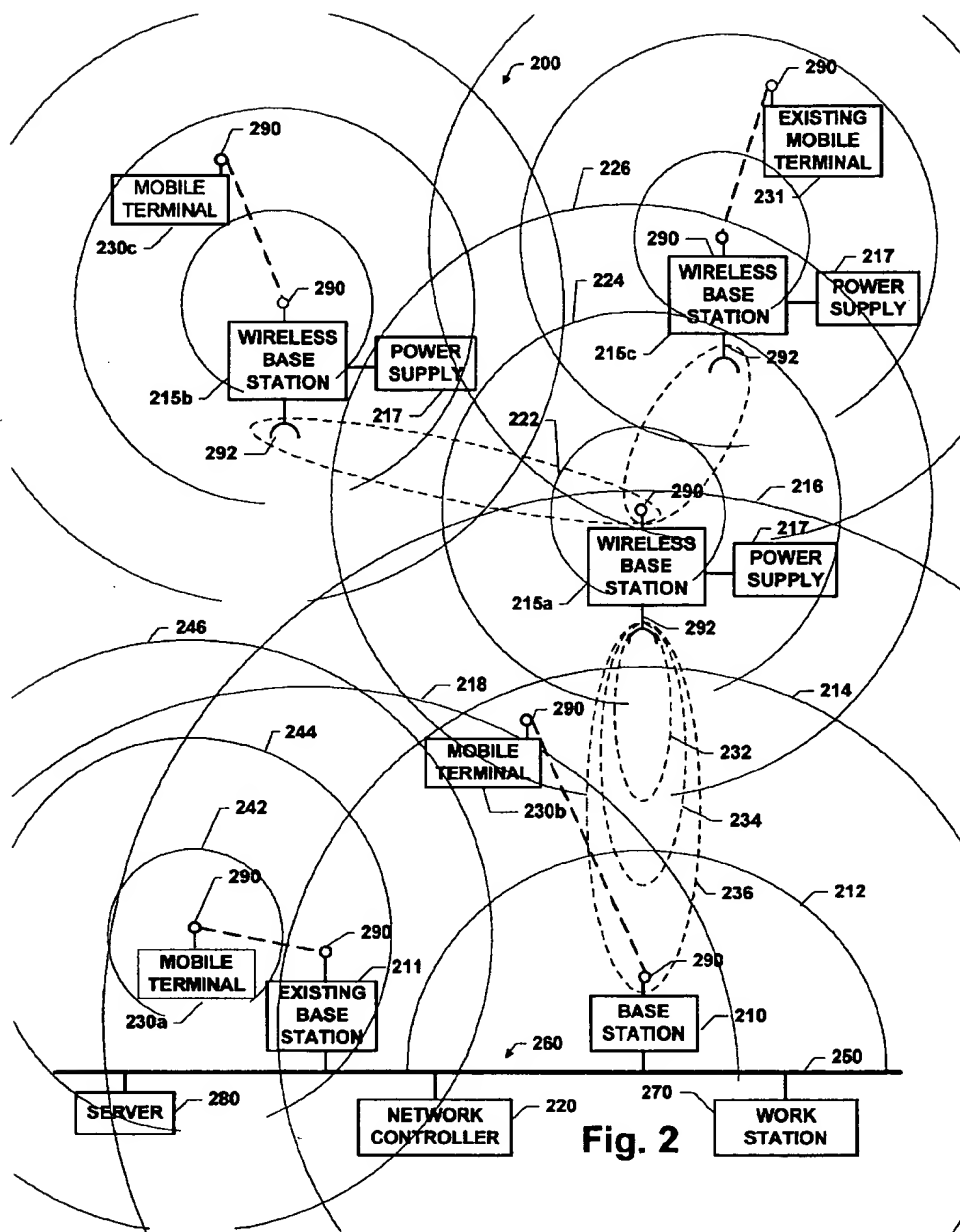 200
290
EXISTING
MOBILE
TERMINAL
231
290
MOBILE
TERMINAL
230c
226
290
WIRELESS
BASE
STATION
215c
217
POWER
SUPPLY
292
224
290
WIRELESS
BASE
STATION
215b
POWER
SUPPLY
217
292
222
290
216
WIRELESS
BASE
STATION
215a
217
POWER
SUPPLY
292
246
218
214
290
MOBILE
TERMINAL
230b
244
232
234
242
236
212
290
MOBILE
TERMINAL
230a
290
211
EXISTING
BASE
STATION
290
BASE
STATION
210
260
250
SERVER
280
NETWORK
CONTROLLER
220
270
WORK
STATION
Fig. 2